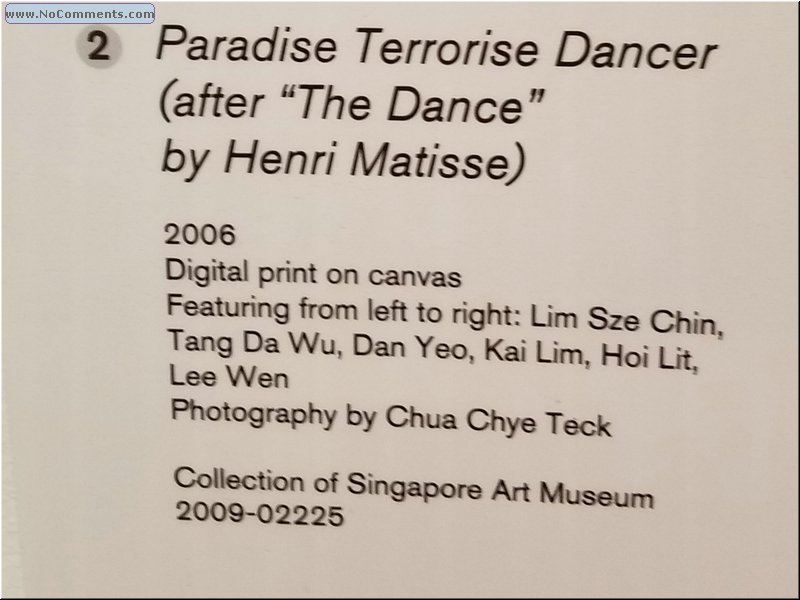 www.NoComments.com
2 Paradise Terrorise Dancer
(after “The Dance”
by Henri Matisse)
2006
Digital print on canvas
Featuring from left to right: Lim Sze Chin,
Tang Da Wu, Dan Yeo, Kai Lim, Hoi Lit,
Lee Wen
Photography by Chua Chye Teck
Collection of Singapore Art Museum
2009-02225